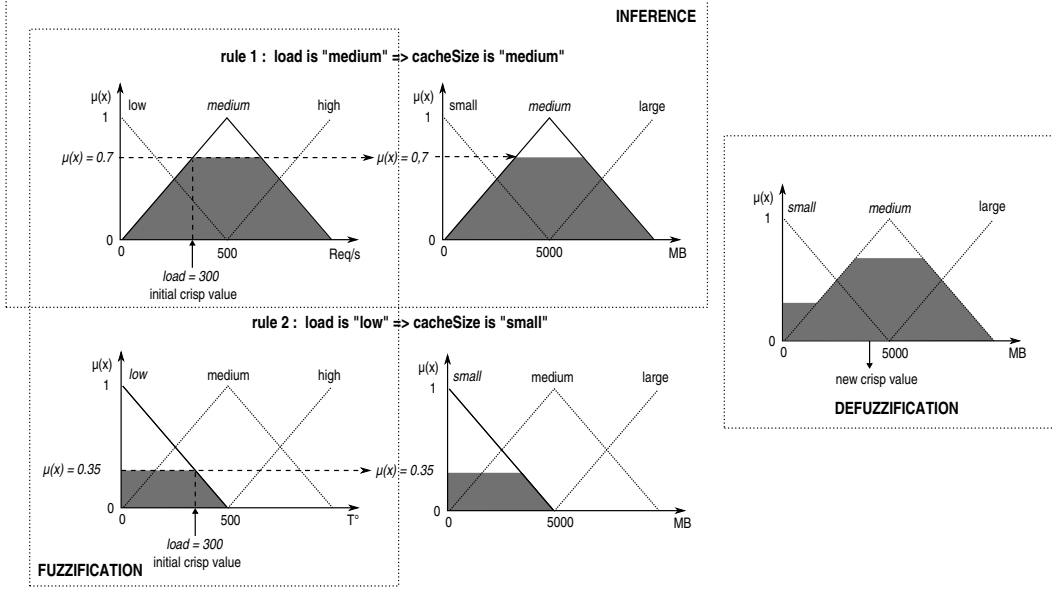 INFERENCE
rule 1 : load is "medium" => cacheSize is "medium"
μ(x) low medium high
1
μ(x) = 0.7
0
0 500 Req/s
load = 300
initial crisp value
μ(x) small medium large
1
μ(x) = 0,7
0
0 5000 MB
rule 2 : load is "low" => cacheSize is "small"
μ(x) low medium high
1
μ(x) = 0.35
0
0 500 T°
load = 300
initial crisp value
FUZZIFICATION
μ(x) small medium large
1
μ(x) = 0.35
0
0 5000 MB
μ(x) small medium large
1
0
0 5000 MB
new crisp value
DEFUZZIFICATION